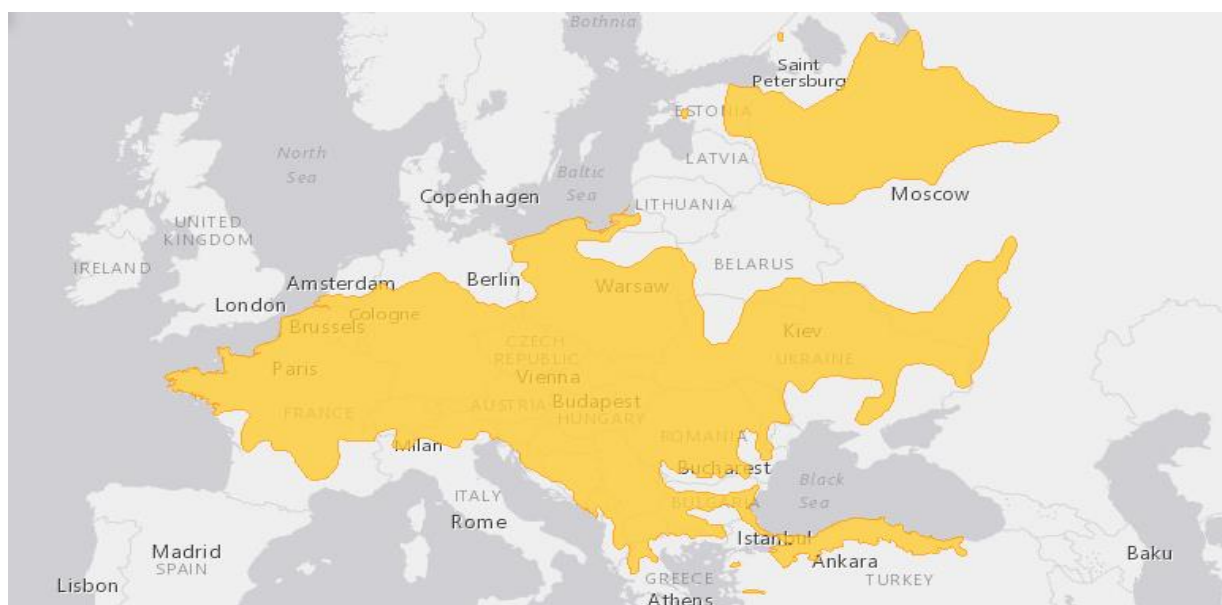 Bothnia
Saint
Petersburg
ESTONIA
North
Sea
Baltic
Sea
LATVIA
Copenhagen
Moscow
LITHUANIA
UNITED
KINGDOM
IRELAND
BELARUS
Amsterdam
Berlin
London
Warsaw
Cologne
Brussels
Kiev
CZECH
REPUBLIC
UKRAINE
Paris
Vienna
Budapest
AUSTRIA
FRANCE
HUNGARY
ROMANIA
Milan
Bucharest
Black
Sea
ITALY
BULGARIA
Rome
Istanbul
Madrid
SPAIN
Ankara
Baku
Lisbon
GREECE
TURKEY
Athens